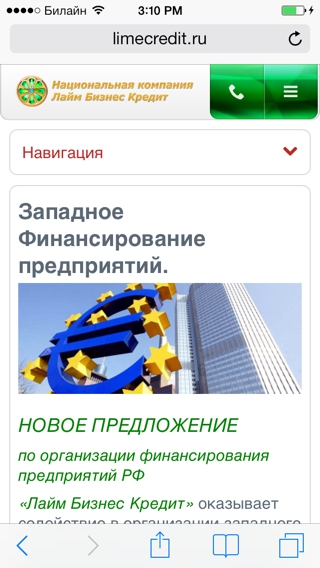 Билайн 3:10 PM
limecredit.ru
Национальная компания
Лайм Бизнес Кредит
Навигация
Западное
Финансирование
предприятий.
НОВОЕ ПРЕДЛОЖЕНИЕ
по организации финансирования
предприятий РФ
«Лайм Бизнес Кредит» оказывает
содействие в организации западного